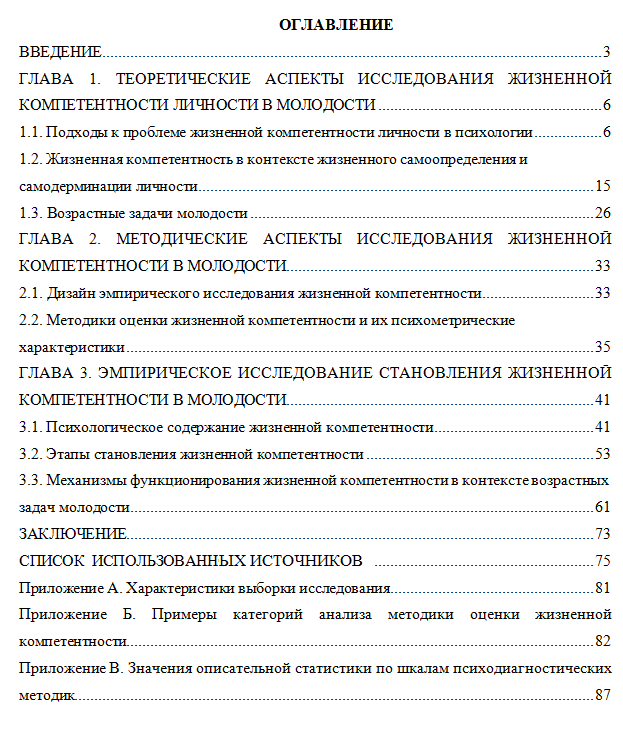 ОГЛАВЛЕНИЕ
ВВЕДЕНИЕ 3
ГЛАВА 1. ТЕОРЕТИЧЕСКИЕ АСПЕКТЫ ИССЛЕДОВАНИЯ ЖИЗНЕННОЙ
КОМПЕТЕНТНОСТИ ЛИЧНОСТИ В МОЛОДОСТИ 6
1.1. Подходы к проблеме жизненной компетентности личности в психологии 6
1.2. Жизненная компетентность в контексте жизненного самоопределения и
самодерминации личности 15
1.3. Возрастные задачи молодости 26
ГЛАВА 2. МЕТОДИЧЕСКИЕ АСПЕКТЫ ИССЛЕДОВАНИЯ ЖИЗНЕННОЙ
КОМПЕТЕНТНОСТИ В МОЛОДОСТИ 33
2.1. Дизайн эмпирического исследования жизненной компетентности 33
2.2. Методики оценки жизненной компетентности и их психометрические
характеристики 35
ГЛАВА 3. ЭМПИРИЧЕСКОЕ ИССЛЕДОВАНИЕ СТАНОВЛЕНИЯ ЖИЗНЕННОЙ
КОМПЕТЕНТНОСТИ В МОЛОДОСТИ 41
3.1. Психологическое содержание жизненной компетентности 41
3.2. Этапы становления жизненной компетентности 53
3.3. Механизмы функционирования жизненной компетентности в контексте возрастных
задач молодости 61
ЗАКЛЮЧЕНИЕ 73
СПИСОК ИСПОЛЬЗОВАННЫХ ИСТОЧНИКОВ 75
Приложение А. Характеристики выборки исследования 81
Приложение Б. Примеры категорий анализа методики оценки жизненной
компетентности 82
Приложение В. Значения описательной статистики по шкалам психодиагностических
методик 87